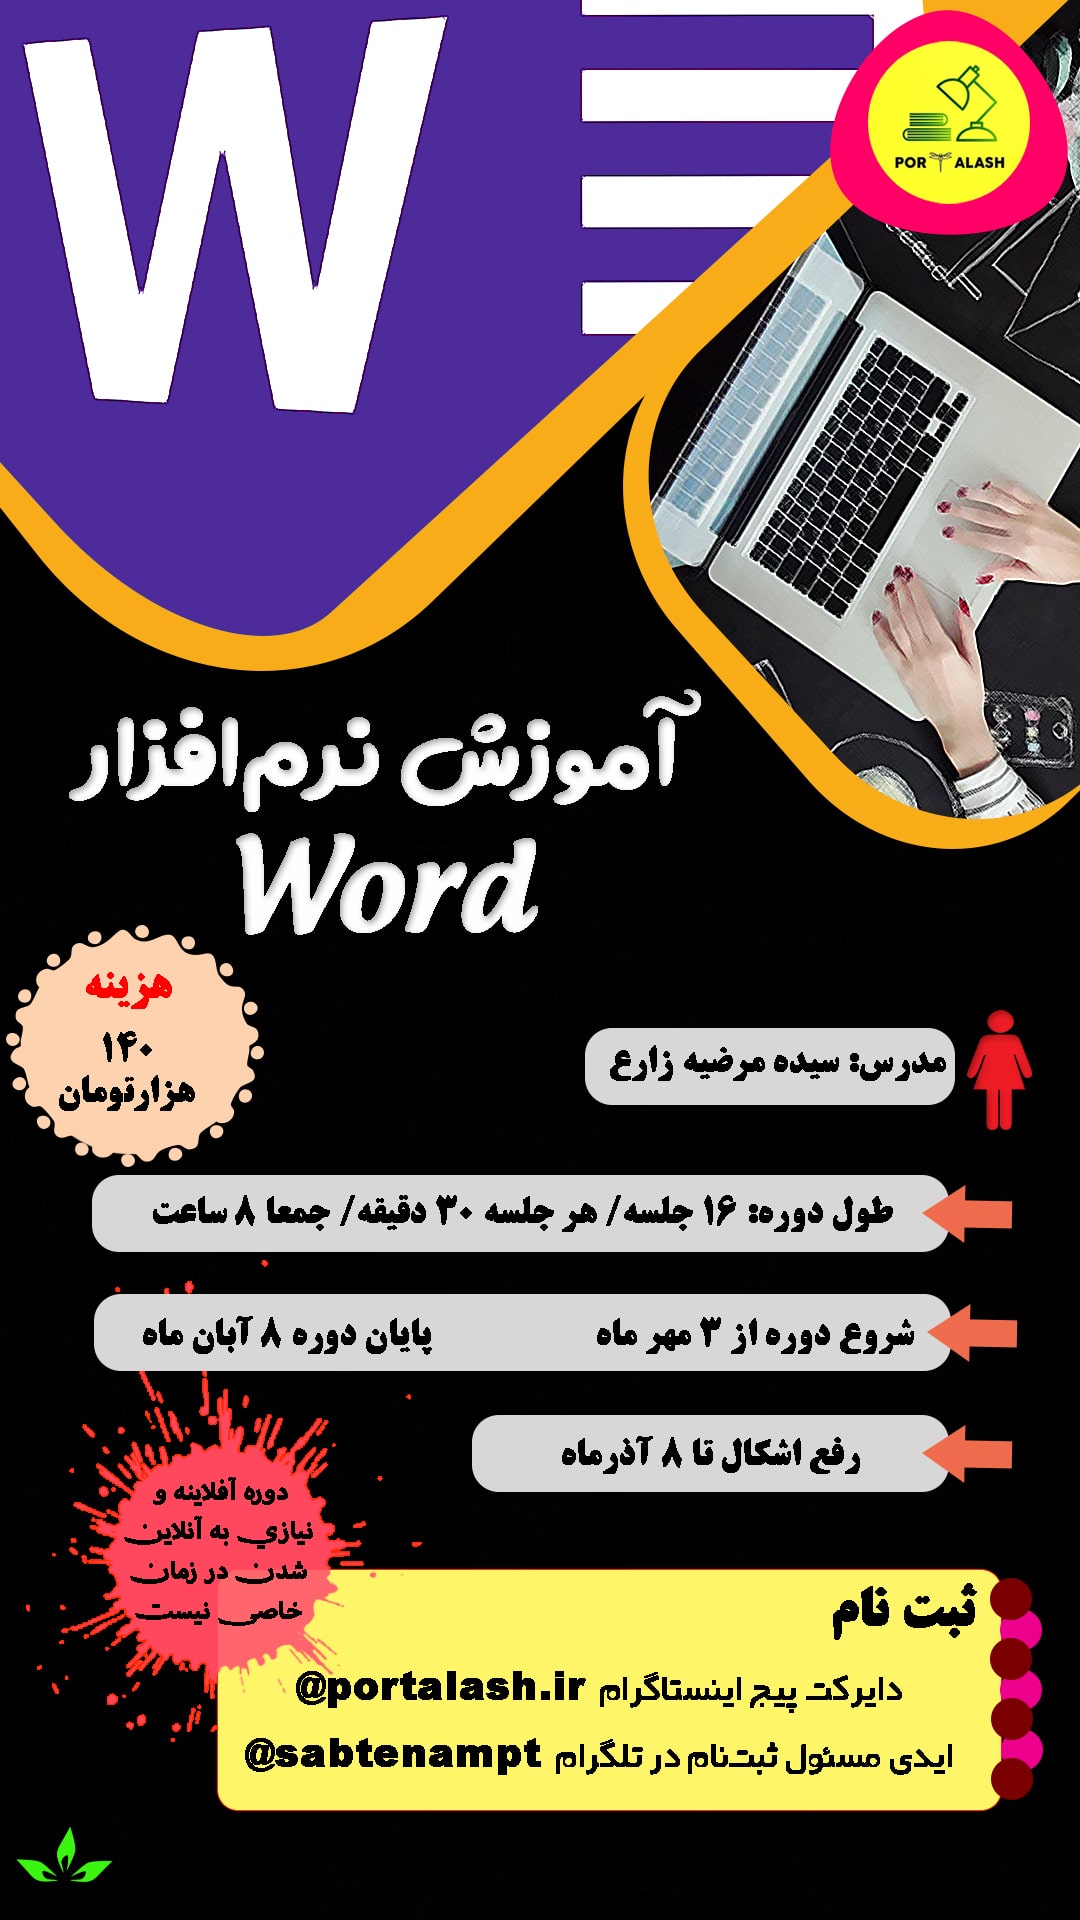 W
POR ALASH
آموزش نرم‌افزار
Word
هزینه
۱۴۰
هزارتومان
مدرس: سیده مرضیه زارع
طول دوره: ۱۶ جلسه/ هر جلسه ۳۰ دقیقه/ جمعا ۸ ساعت
شروع دوره از ۳ مهر ماه
پایان دوره ۸ آبان ماه
رفع اشکال تا ۸ آذرماه
دوره آفلاینه و
نیازي به آنلاین
شدن در زمان
خاصی نیست
ثبت نام
دایرکت پیج اینستاگرام @portalash.ir
ایدی مسئول ثبت‌نام در تلگرام @sabtenampt